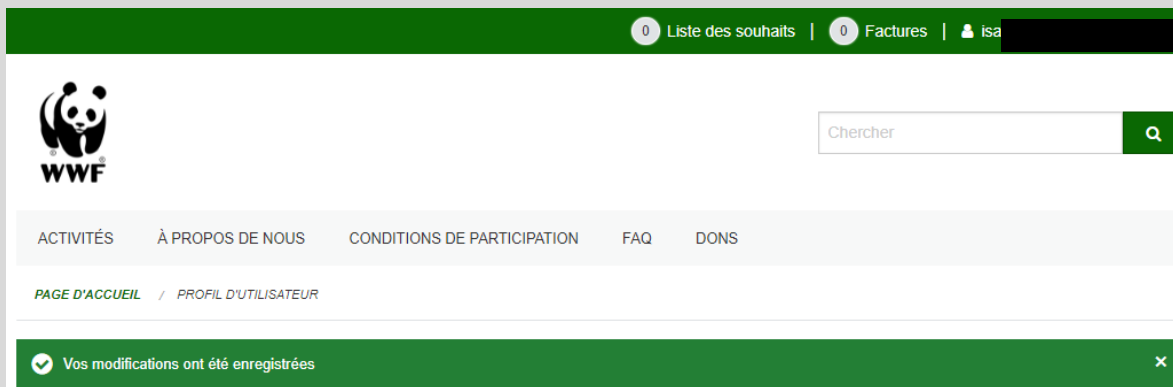 0 Liste des souhaits | 0 Factures | isa
WWF
Chercher
ACTIVITÉS À PROPOS DE NOUS CONDITIONS DE PARTICIPATION FAQ DONS
PAGE D'ACCUEIL / PROFIL D'UTILISATEUR
Vos modifications ont été enregistrées ×